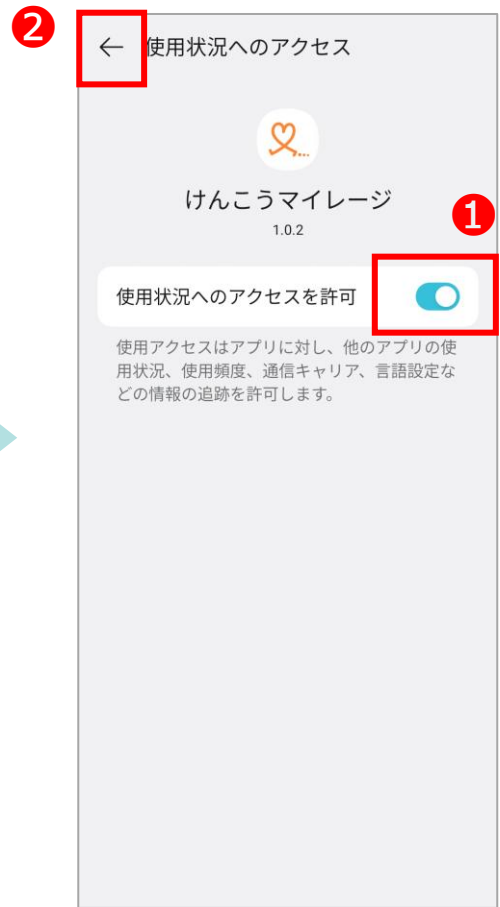 ❷
← 使用状況へのアクセス
けんこうマイレージ
1.0.2
❶
使用状況へのアクセスを許可
使用アクセスはアプリに対し、他のアプリの使
用状況、使用頻度、通信キャリア、言語設定な
どの情報の追跡を許可します。